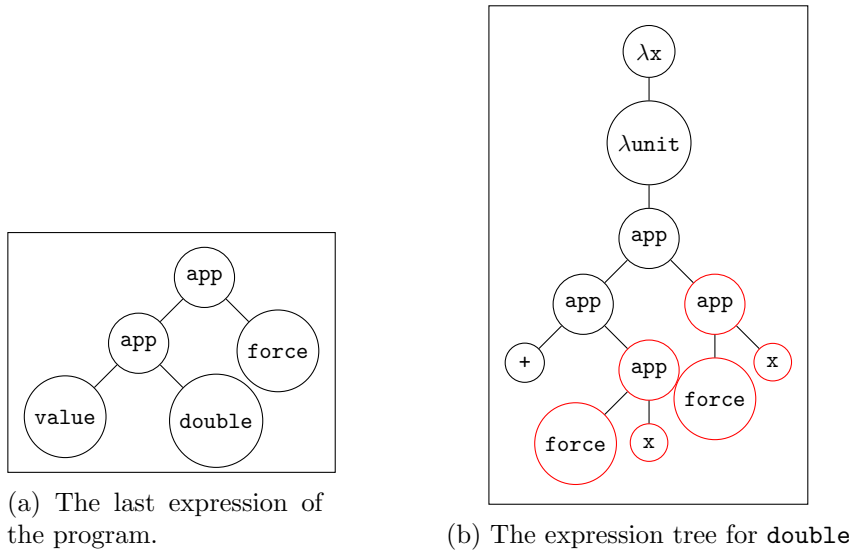 app
app
force
value
double
(a) The last expression of
the program.
λx
λunit
app
app
app
+
app
x
force
force
x
(b) The expression tree for double